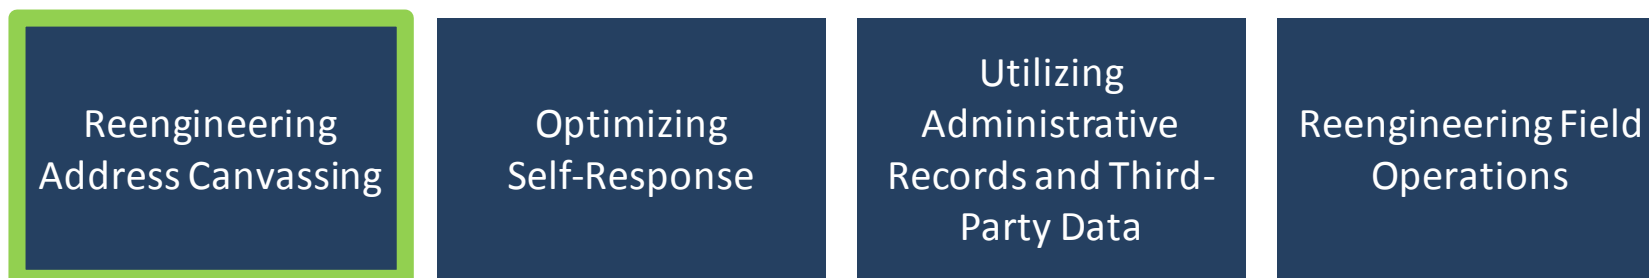 Reengineering
Address Canvassing
Optimizing
Self-Response
Utilizing
Administrative
Records and Third-
Party Data
Reengineering Field
Operations